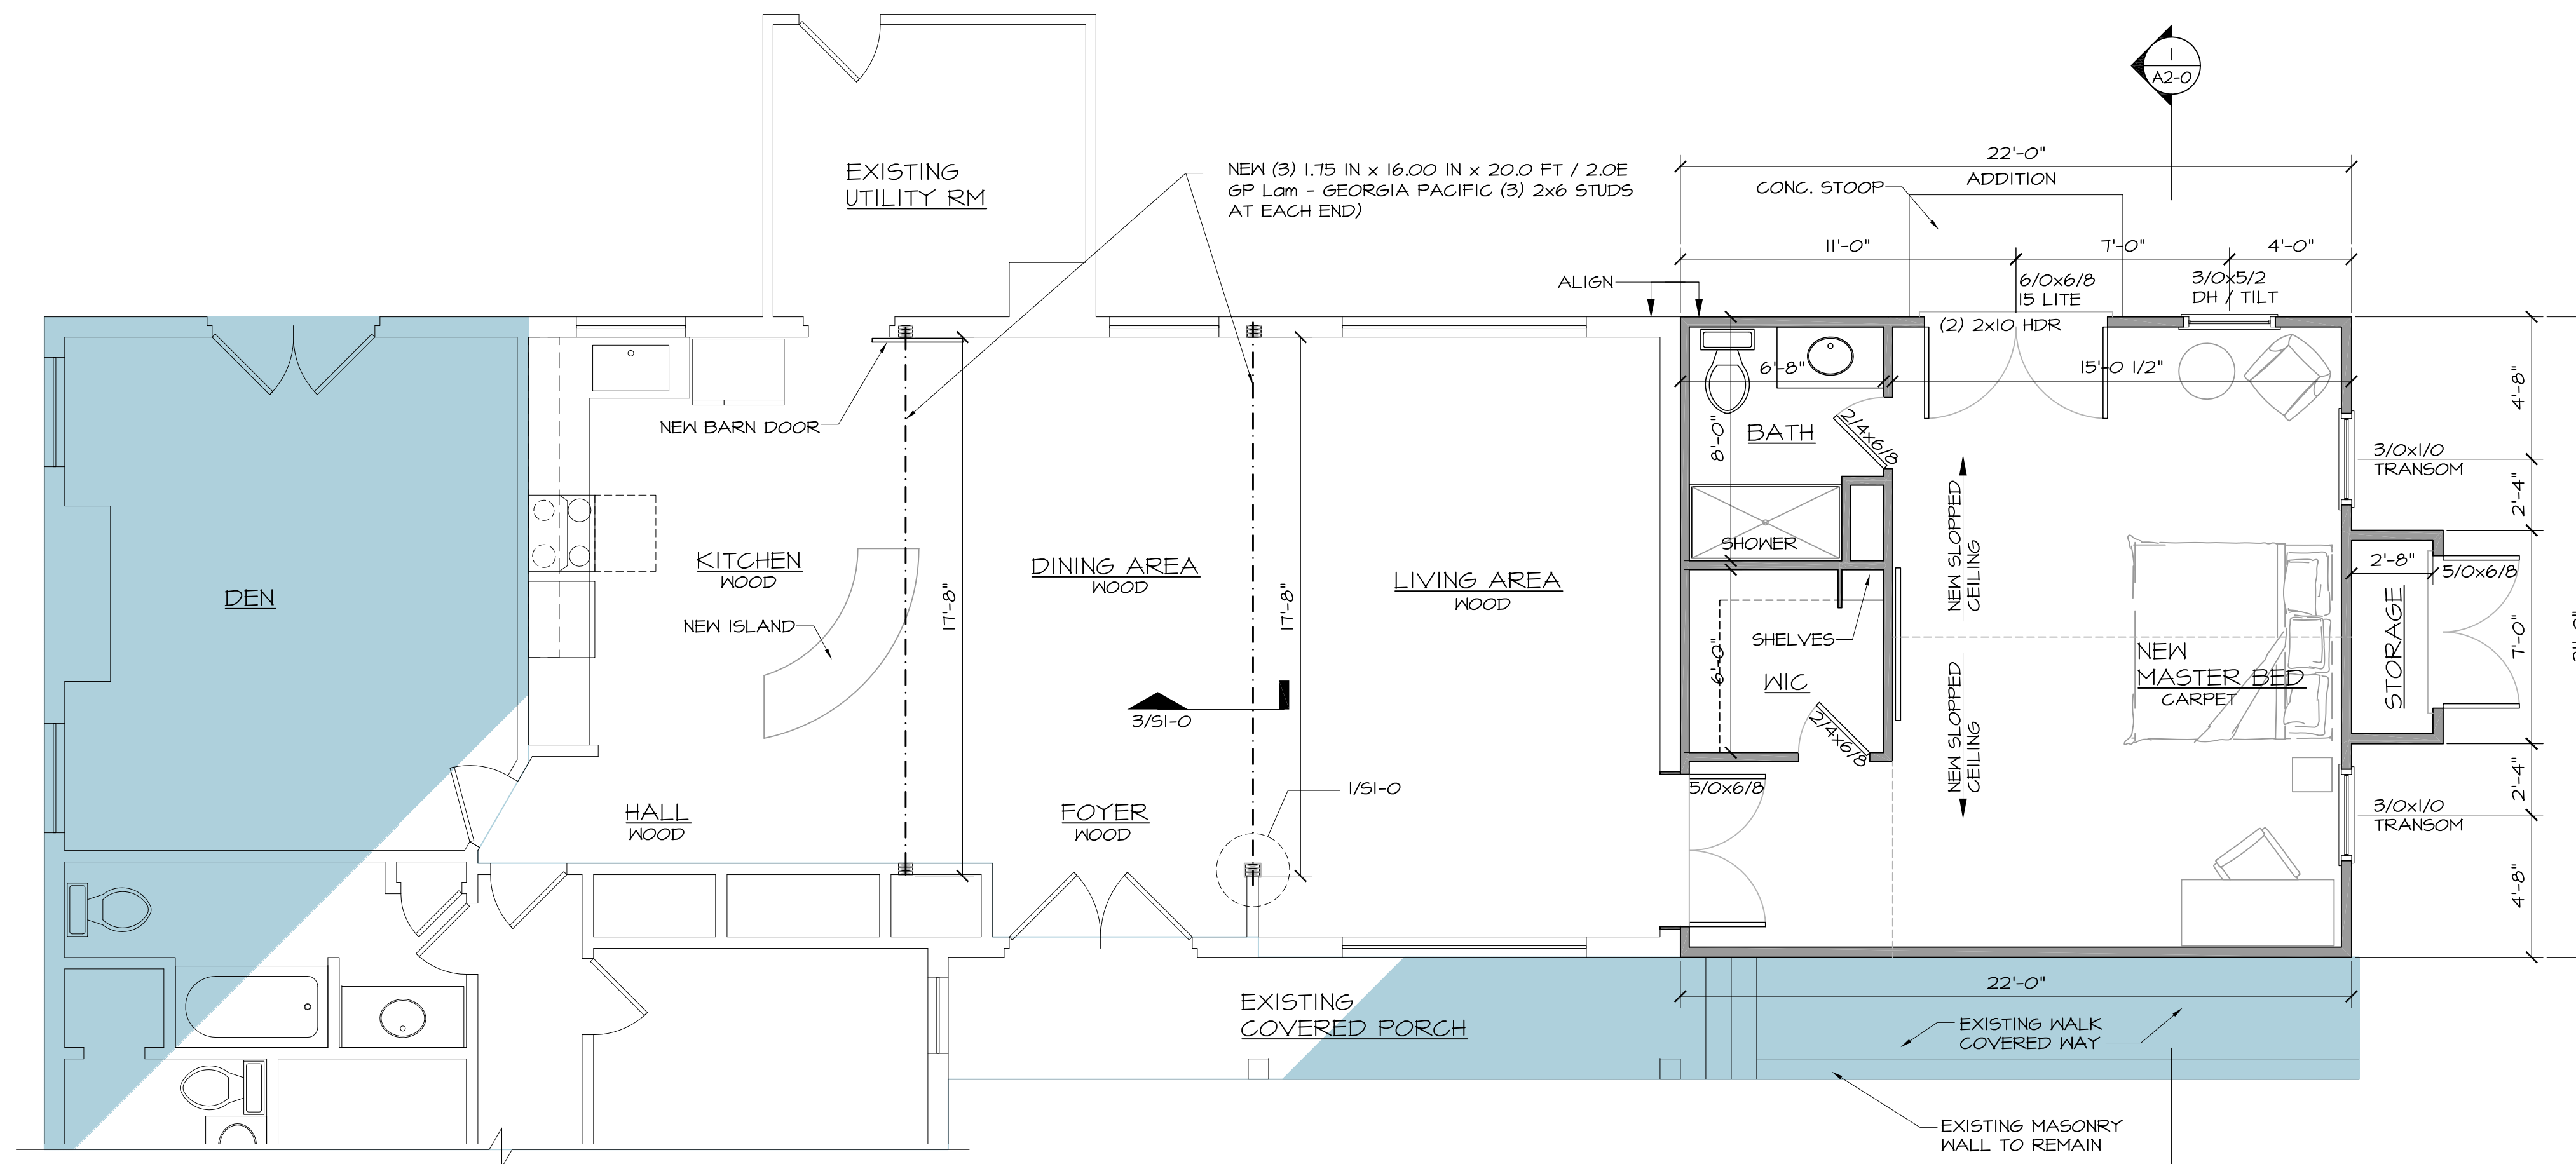 1
A2-0
EXISTING
UTILITY RM
NEW (3) 1.75 IN x 16.00 IN x 20.0 FT / 2.0E
GP Lam - GEORGIA PACIFIC (3) 2x6 STUDS
AT EACH END)
22'-0"
ADDITION
CONC. STOOP
11'-0"
7'-0"
4'-0"
ALIGN
6/0x6/8
15 LITE
3/0x5/2
DH / TILT
(2) 2x10 HDR
6'-8"
15'-0 1/2"
4'-8"
NEW BARN DOOR
8'-0"
BATH
2/4x6/8
3/0x1/0
TRANSOM
2'-4"
NEW SLOPPED
CEILING
SHOWER
KITCHEN
WOOD
DINING AREA
WOOD
LIVING AREA
WOOD
DEN
17'-8"
17'-8"
2'-8"
5/0x6/8
STORAGE
7'-0"
NEW ISLAND
SHELVES
6'-0"
WIC
2/4x6/8
NEW
MASTER BED
CARPET
NEW SLOPPED
CEILING
3/S1-0
5/0x6/8
1/S1-0
2'-4"
3/0x1/0
TRANSOM
HALL
WOOD
FOYER
WOOD
4'-8"
22'-0"
EXISTING
COVERED PORCH
EXISTING WALK
COVERED WAY
EXISTING MASONRY
WALL TO REMAIN